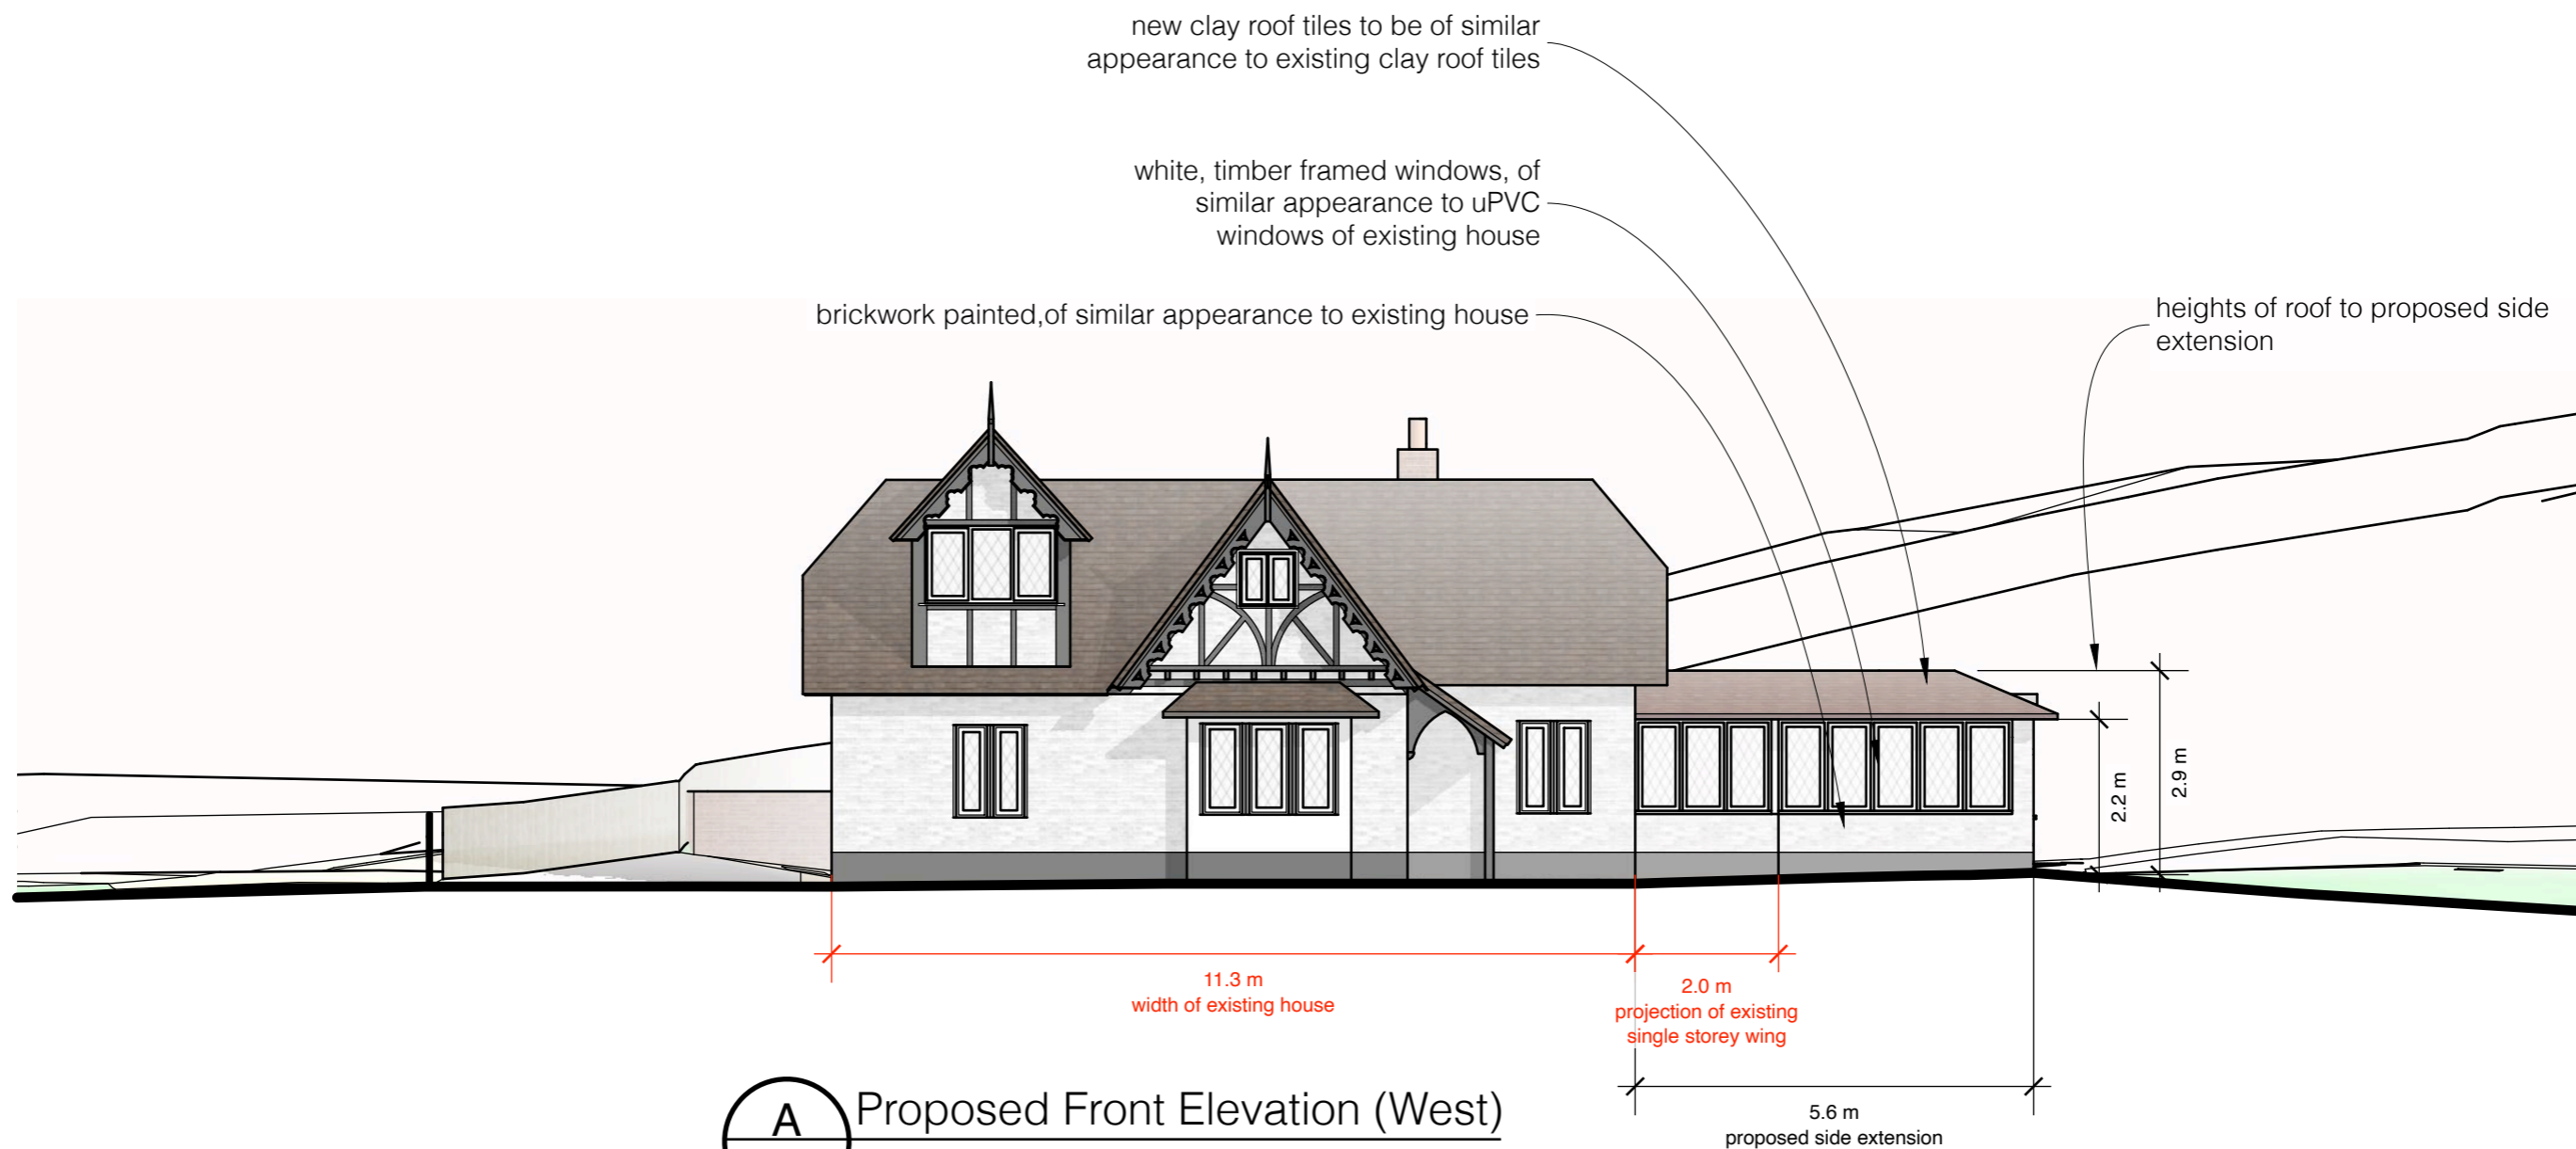 new clay roof tiles to be of similar
appearance to existing clay roof tiles
white, timber framed windows, of
similar appearance to uPVC
windows of existing house
brickwork painted,of similar appearance to existing house
heights of roof to proposed side
extension
2.2 m
2.9 m
11.3 m
width of existing house
2.0 m
projection of existing
single storey wing
5.6 m
proposed side extension
A
Proposed Front Elevation (West)